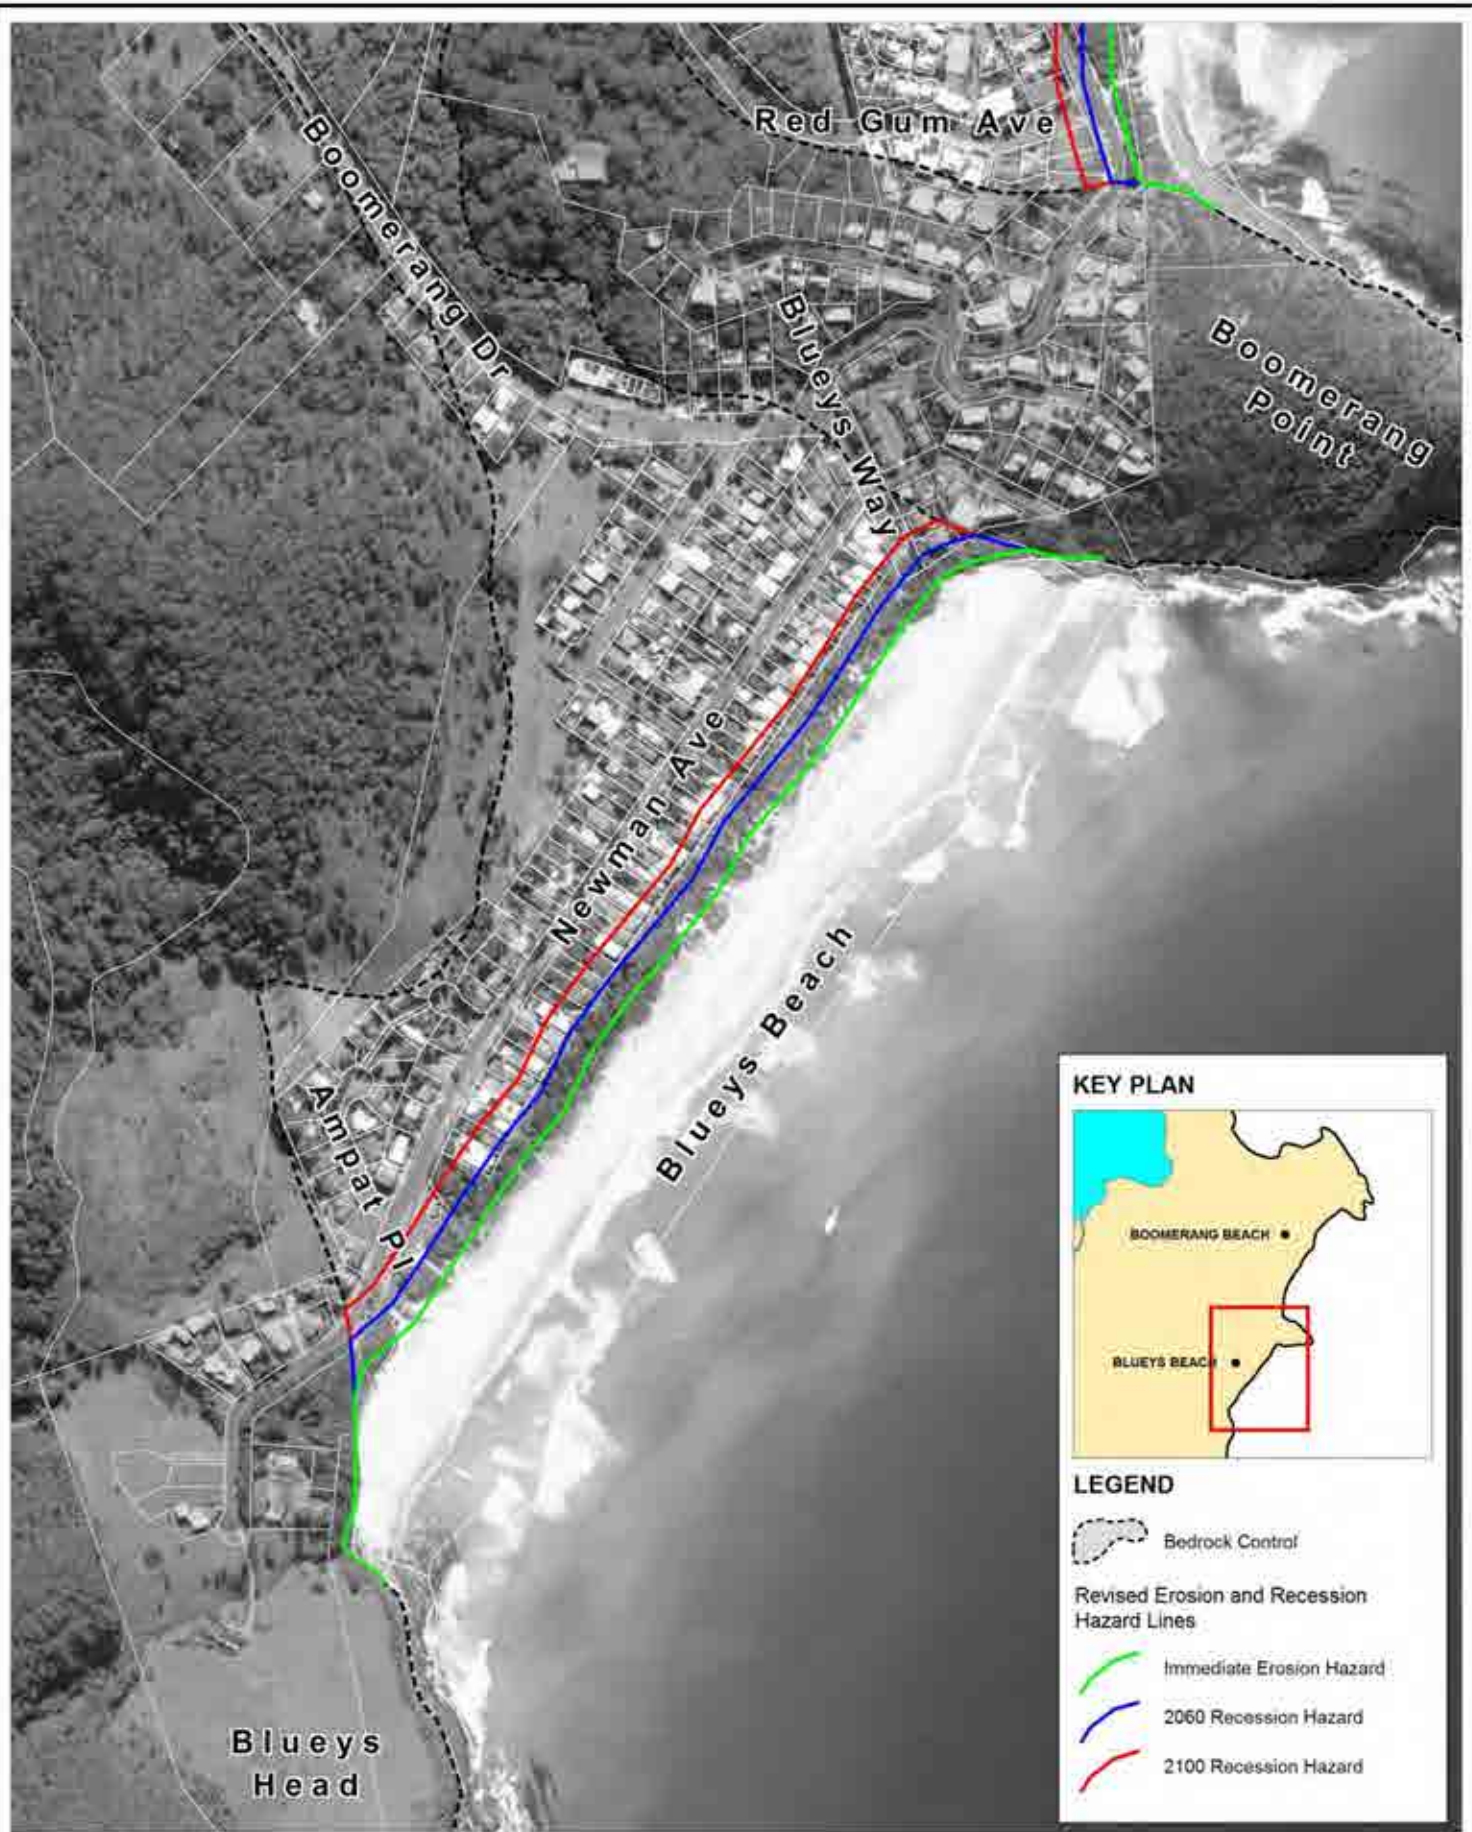 Red Gum Ave
Boomerang Dr
Blueys Way
Boomerang
Point
Newman Ave
Blueys Beach
Ampat Pl
Blueys
Head
KEY PLAN
BOOMERANG BEACH
BLUEYS BEACH
LEGEND
Bedrock Control
Revised Erosion and Recession
Hazard Lines
Immediate Erosion Hazard
2060 Recession Hazard
2100 Recession Hazard